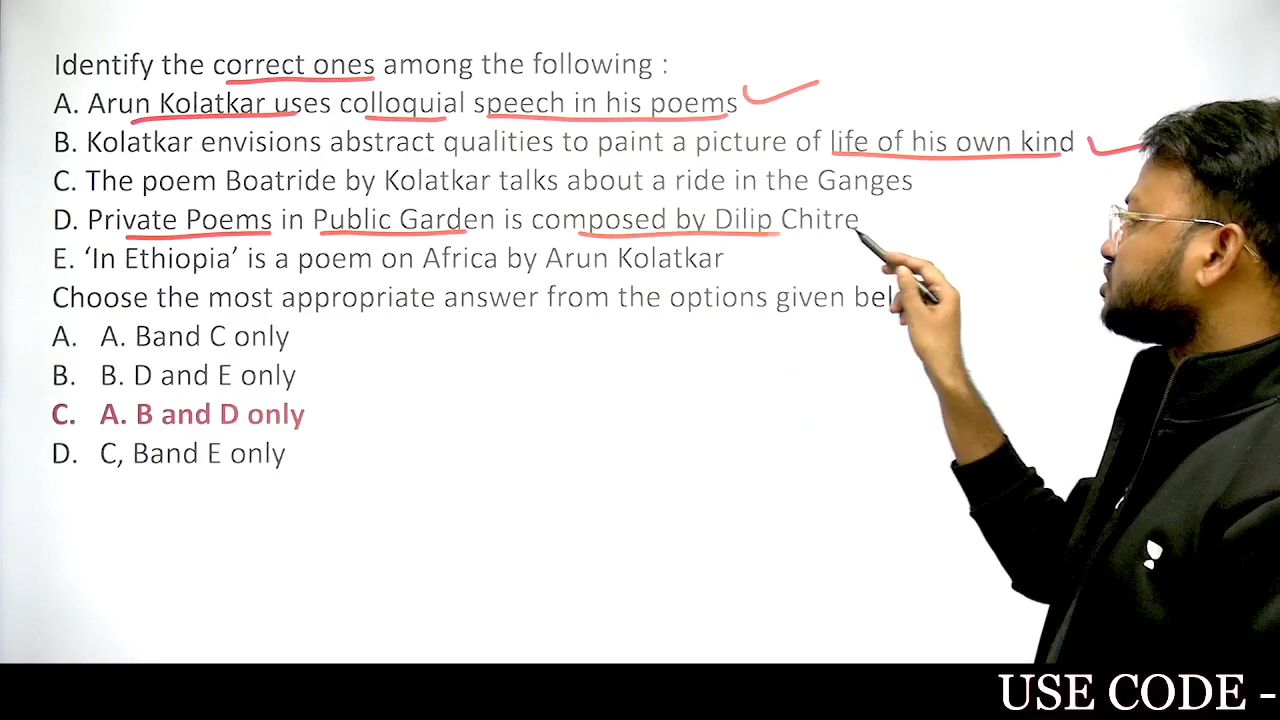 Identify the correct ones among the following :
A. Arun Kolatkar uses colloquial speech in his poems
B. Kolatkar envisions abstract qualities to paint a picture of life of his own kind
C. The poem Boatride by Kolatkar talks about a ride in the Ganges
D. Private Poems in Public Garden is composed by Dilip Chitre
E. ‘In Ethiopia’ is a poem on Africa by Arun Kolatkar
Choose the most appropriate answer from the options given bel
A. A. Band C only
B. B. D and E only
C. A. B and D only
D. C, Band E only
USE CODE -